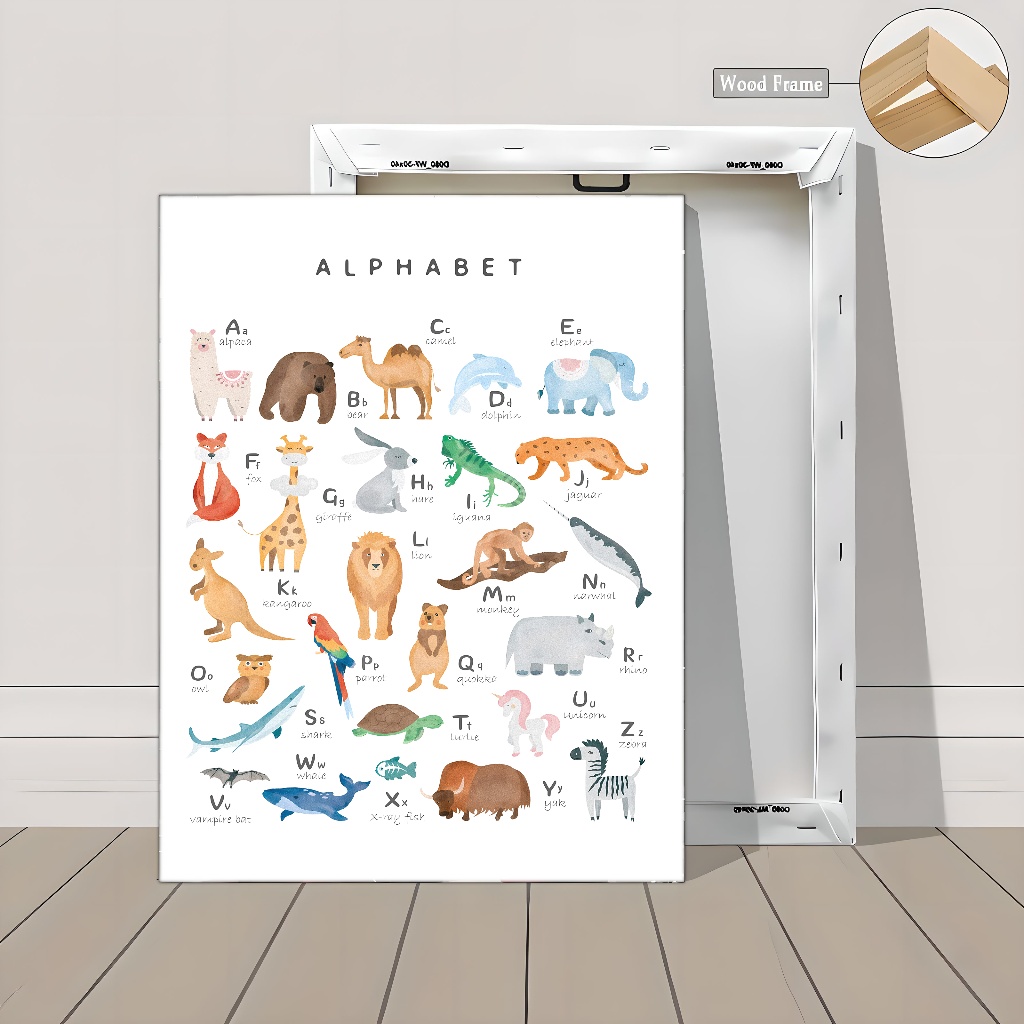 Wood Frame
ALPHABET
Aa
alpaca
Cc
camel
Ee
elephant
Bb
bear
Dd
dolphin
Ff
fox
Gg
giraffe
Hh
hare
Ii
iguana
Jj
jaguar
Kk
kangaroo
Ll
lion
Mm
monkey
Nn
narwhal
Oo
owl
Pp
parrot
Qq
quokka
Rr
rhino
Ss
shark
Tt
turtle
Uu
unicorn
Zz
zebra
Vv
vampire bat
Ww
whale
Xx
x-ray fish
Yy
yak